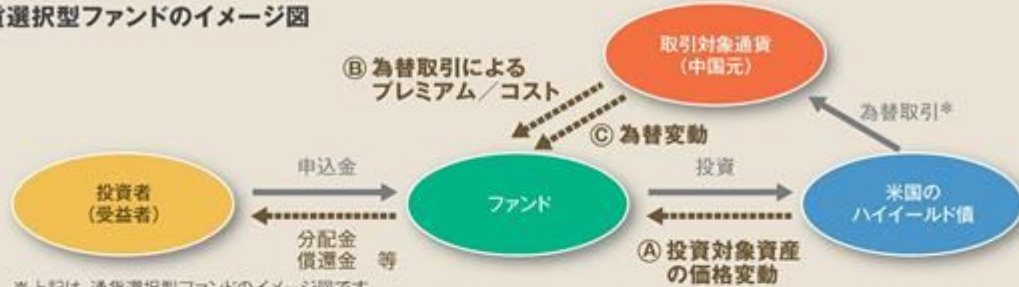 選択型ファンドのイメージ図
取引対象通貨
（中国元）
Ⓑ 為替取引による
プレミアム／コスト
為替取引*
Ⓒ 為替変動
申込金
投資
投資者
（受益者）
ファンド
米国の
ハイイールド債
分配金
償還金 等
Ⓐ 投資対象資産
の価格変動
※上記は、通貨選択型ファンドのイメージ図です